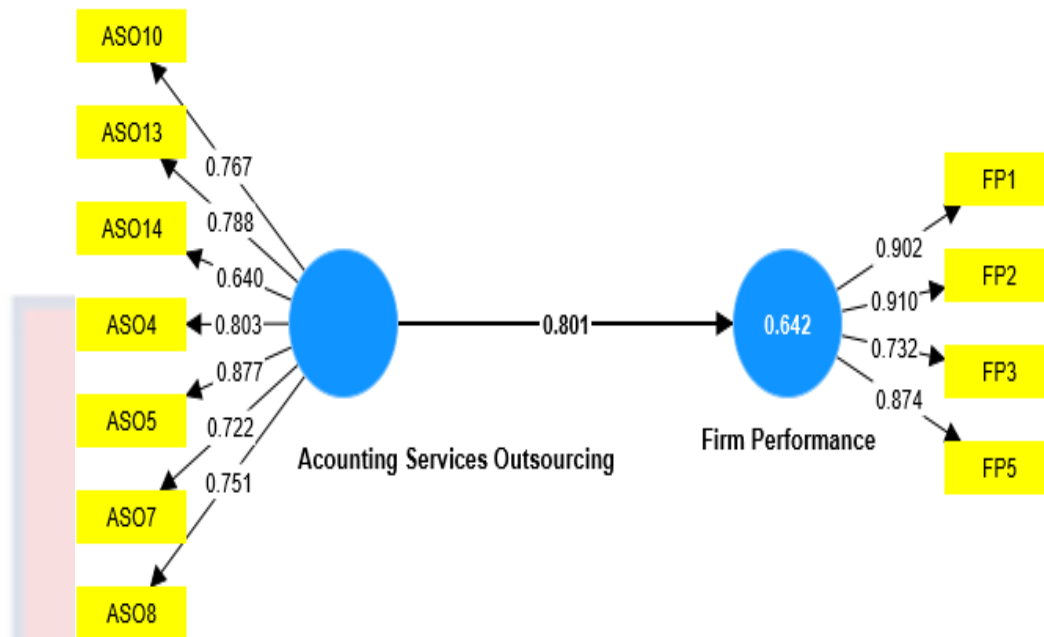 ASO10
ASO13
ASO14
ASO4
ASO5
ASO7
ASO8
0.767
0.788
0.640
0.803
0.877
0.722
0.751
Acounting Services Outsourcing
0.801
0.642
Firm Performance
0.902
0.910
0.732
0.874
FP1
FP2
FP3
FP5